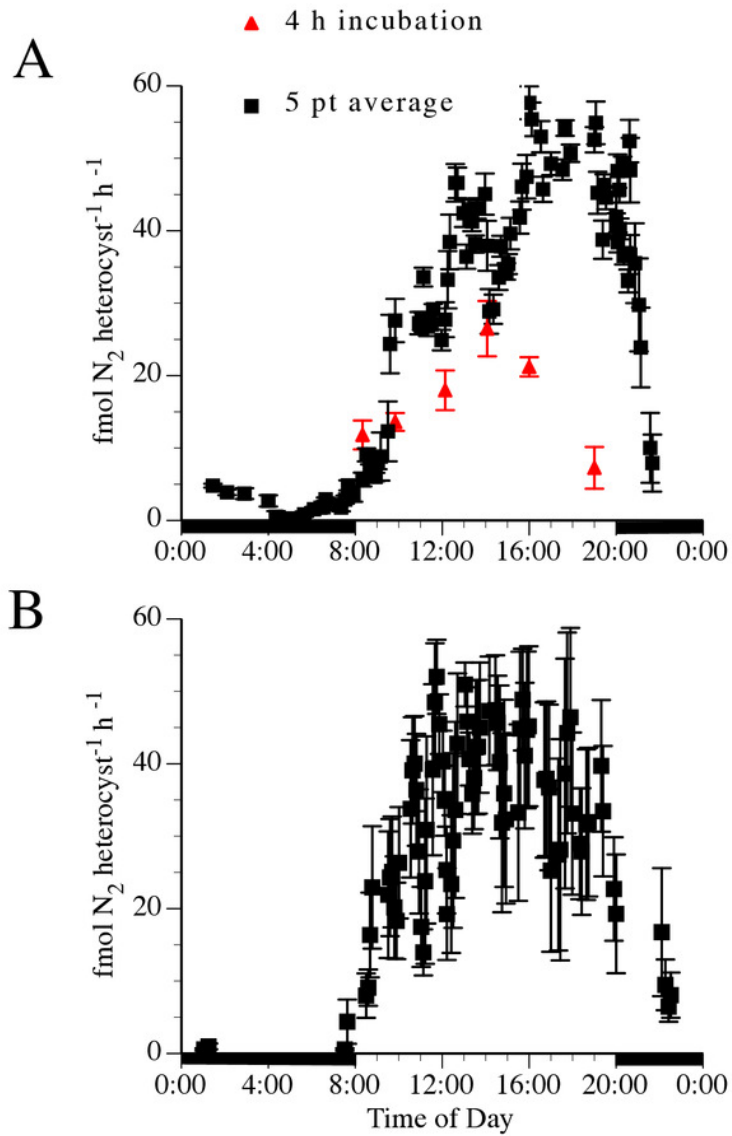 4 h incubation
A
5 pt average
60
40
20
0
fmol N2 heterocyst-1 h-1
0:00 4:00 8:00 12:00 16:00 20:00 0:00
B
60
40
20
0
fmol N2 heterocyst-1 h-1
0:00 4:00 8:00 12:00 16:00 20:00 0:00
Time of Day